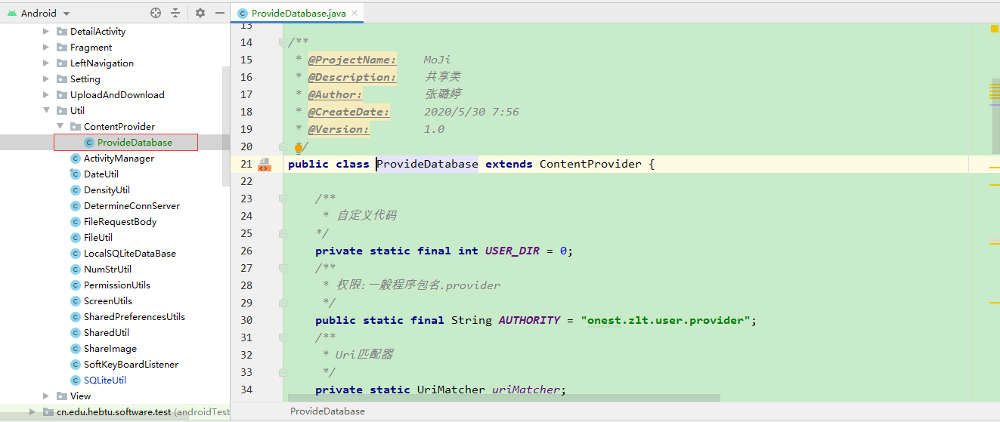 Android
ProvideDatabase.java
DetailActivity
Fragment
LeftNavigation
Setting
UploadAndDownload
Util
ContentProvider
ProvideDatabase
ActivityManager
DateUtil
DensityUtil
DetermineConnServer
FileRequestBody
FileUtil
LocalSQLiteDataBase
NumStrUtil
PermissionUtils
ScreenUtils
SharedPreferencesUtils
SharedUtil
ShareImage
SoftKeyBoardListener
SQLiteUtil
View
cn.edu.hebtu.software.test (androidTest
13
14 /**
15 * @ProjectName: MoJi
16 * @Description: 共享类
17 * @Author: 张璐婷
18 * @CreateDate: 2020/5/30 7:56
19 * @Version: 1.0
20 */
21 public class ProvideDatabase extends ContentProvider {
22
23 /**
24 * 自定义代码
25 */
26 private static final int USER_DIR = 0;
27 /**
28 * 权限:一般程序包名.provider
29 */
30 public static final String AUTHORITY = "onest.zlt.user.provider";
31 /**
32 * Uri匹配器
33 */
34 private static UriMatcher uriMatcher;
ProvideDatabase